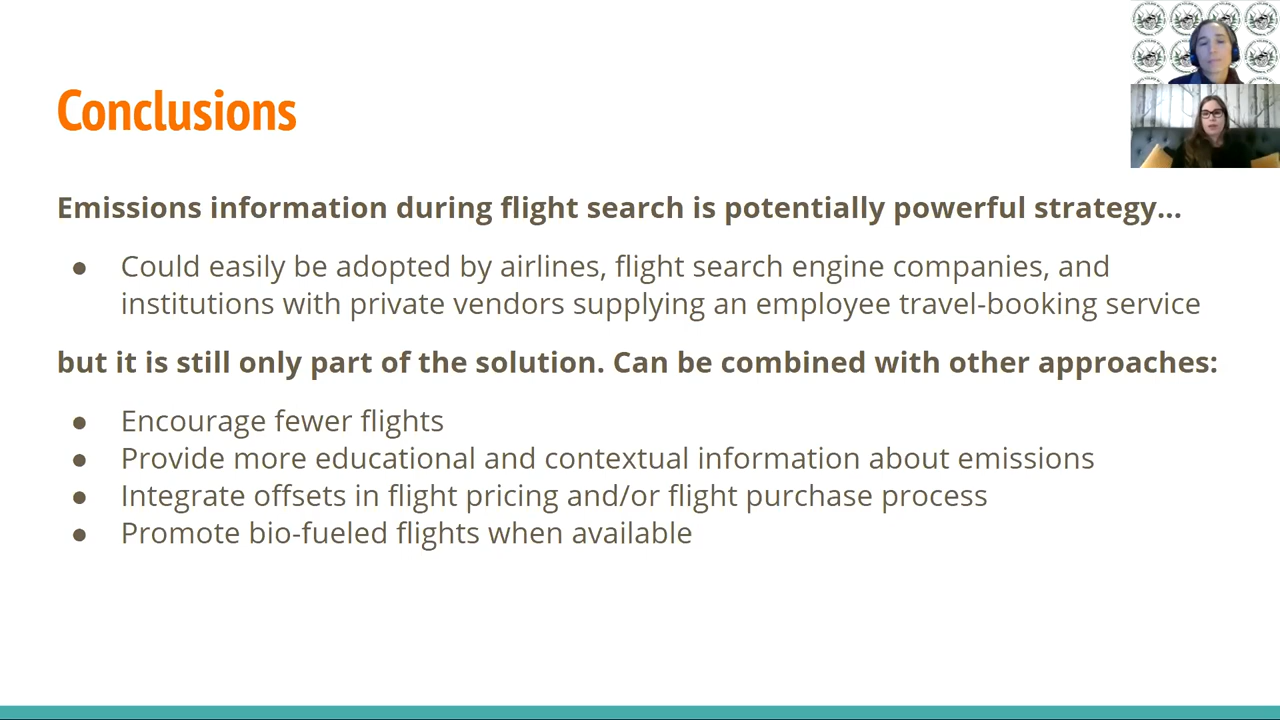 Conclusions
Emissions information during flight search is potentially powerful strategy...
● Could easily be adopted by airlines, flight search engine companies, and
institutions with private vendors supplying an employee travel-booking service
but it is still only part of the solution. Can be combined with other approaches:
● Encourage fewer flights
● Provide more educational and contextual information about emissions
● Integrate offsets in flight pricing and/or flight purchase process
● Promote bio-fueled flights when available